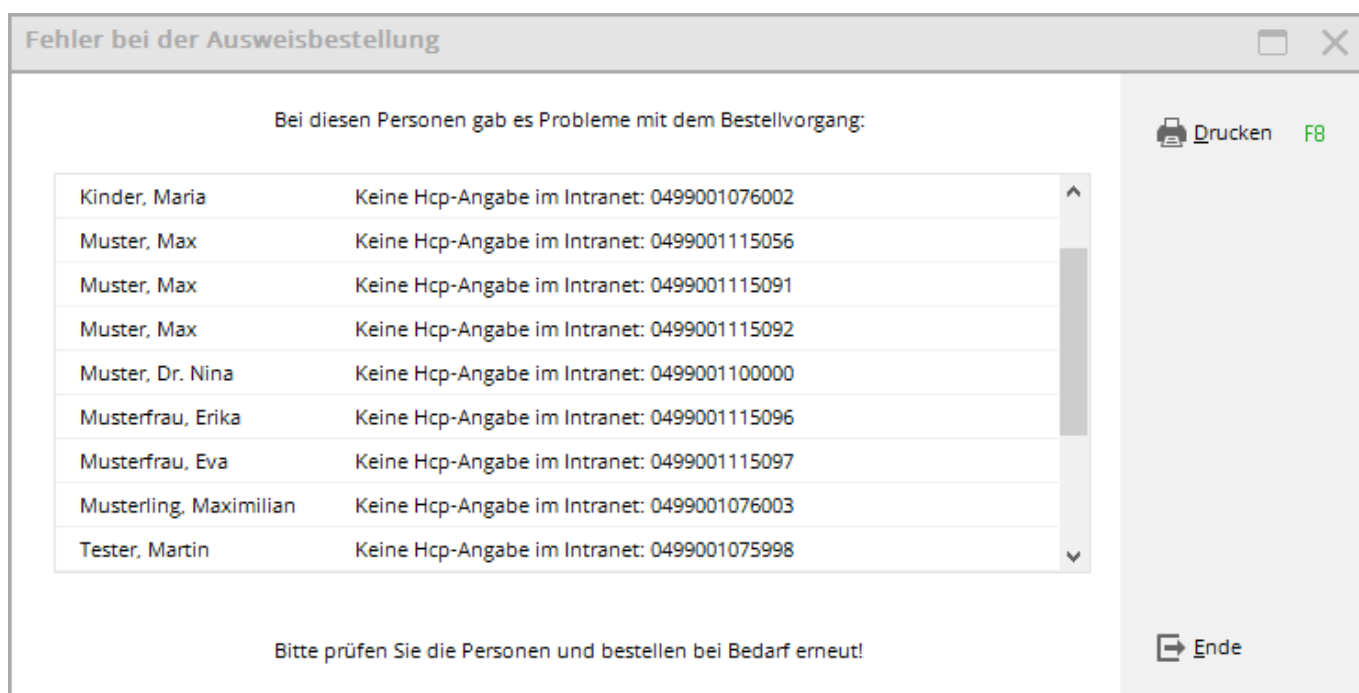 Fehler bei der Ausweisbestellung
Bei diesen Personen gab es Probleme mit dem Bestellvorgang:
Drucken F8
Kinder, Maria Keine Hcp-Angabe im Intranet: 0499001076002
Muster, Max Keine Hcp-Angabe im Intranet: 0499001115056
Muster, Max Keine Hcp-Angabe im Intranet: 0499001115091
Muster, Max Keine Hcp-Angabe im Intranet: 0499001115092
Muster, Dr. Nina Keine Hcp-Angabe im Intranet: 0499001100000
Musterfrau, Erika Keine Hcp-Angabe im Intranet: 0499001115096
Musterfrau, Eva Keine Hcp-Angabe im Intranet: 0499001115097
Musterling, Maximilian Keine Hcp-Angabe im Intranet: 0499001076003
Tester, Martin Keine Hcp-Angabe im Intranet: 0499001075998
Bitte prüfen Sie die Personen und bestellen bei Bedarf erneut!
Ende